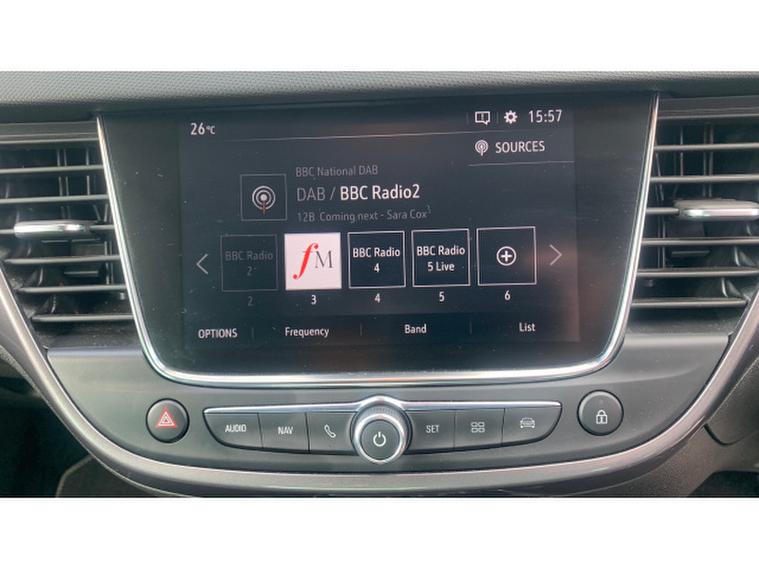 26°C
15:57
SOURCES
BBC National DAB
DAB / BBC Radio2
12B Coming next - Sara Cox
BBC Radio
2
fM
BBC Radio
4
BBC Radio
5 Live
2
3
4
5
6
OPTIONS
Frequency
Band
List
AUDIO
NAV
SET